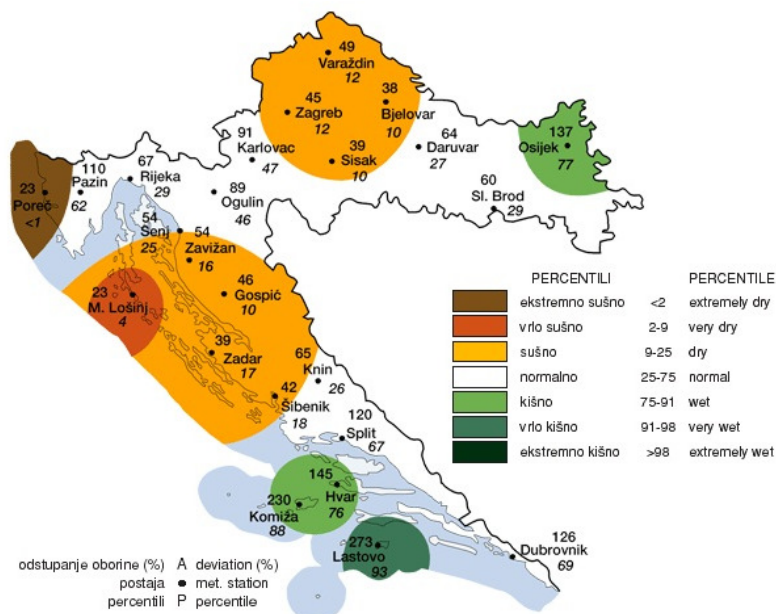 49
Varaždin
12
45
Zagreb
12
38
Bjelovar
10
39
Sisak
10
91
Karlovac
47
64
Daruvar
27
137
Osijek
77
60
Sl. Brod
29
23
Poreč
<1
110
Pazin
62
67
Rijeka
29
89
Ogulin
46
54
Senj
25
54
Zavižan
16
46
Gospić
10
23
M. Lošinj
4
39
Zadar
17
65
Knin
26
42
Šibenik
18
120
Split
67
145
Hvar
76
230
Komiža
88
273
Lastovo
93
126
Dubrovnik
69
PERCENTILI PERCENTILE
ekstremno sušno <2 extremely dry
vrlo sušno 2-9 very dry
sušno 9-25 dry
normalno 25-75 normal
kišno 75-91 wet
vrlo kišno 91-98 very wet
ekstremno kišno >98 extremely wet
odstupanje oborine (%) A deviation (%)
postaja met. station
percentili P percentile